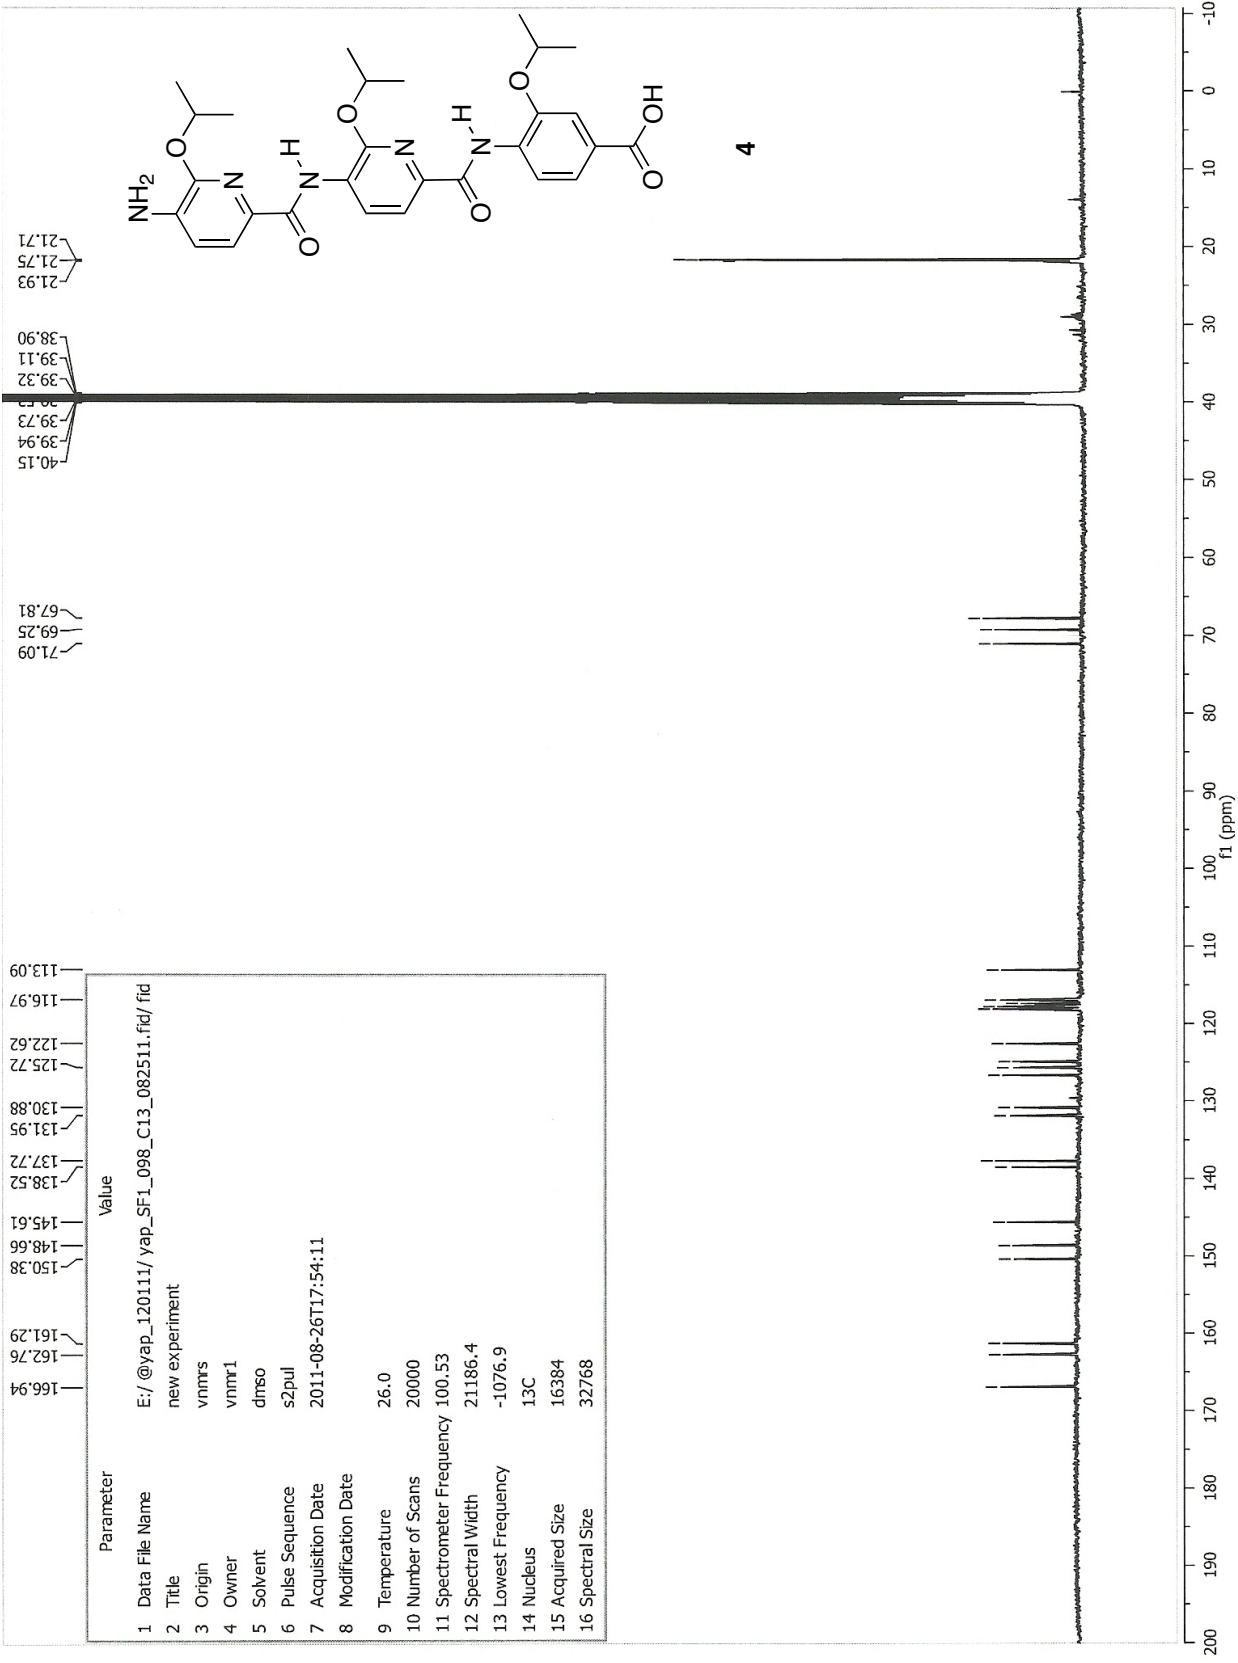 166.94
162.76
161.29
150.38
148.66
145.61
138.52
137.72
131.95
130.88
125.72
122.62
116.97
113.09
71.09
69.25
67.81
40.15
39.94
39.73
39.32
39.11
38.90
21.93
21.75
21.71
Parameter Value
1 Data File Name E:/ @yap_120111/ yap_SF1_098_C13_082511.fid/ fid
2 Title new experiment
3 Origin vnmrs
4 Owner vnmr1
5 Solvent dmso
6 Pulse Sequence s2pul
7 Acquisition Date 2011-08-26T17:54:11
8 Modification Date
9 Temperature 26.0
10 Number of Scans 20000
11 Spectrometer Frequency 100.53
12 Spectral Width 21186.4
13 Lowest Frequency -1076.9
14 Nucleus 13C
15 Acquired Size 16384
16 Spectral Size 32768
NH2
O
N
O
N
H
O
N
O
N
H
O
O
OH
4
200 190 180 170 160 150 140 130 120 110 100 90 80 70 60 50 40 30 20 10 0 -10
f1 (ppm)